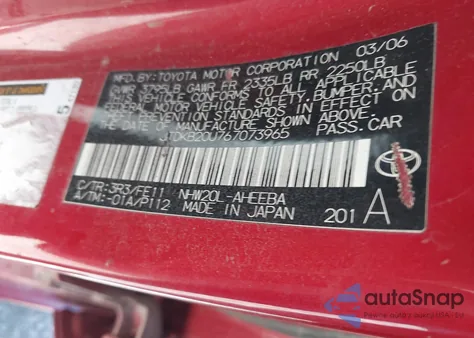 MFD.BY:TOYOTA MOTOR CORPORATION 03/06
GVWR 3795LB GAWR FR 2335LB RR 2250LB
THIS VEHICLE CONFORMS TO ALL APPLICABLE
FEDERAL MOTOR VEHICLE SAFETY, BUMPER, AND
THEFT PREVENTION STANDARDS IN EFFECT ON
THE DATE OF MANUFACTURE SHOWN ABOVE.
JTDKB20U767073965 PASS.CAR
C/TR:3R3/FE11 NHW20L-AHEEBA
A/TM:-01A/P112 MADE IN JAPAN 201 A
autoSnap